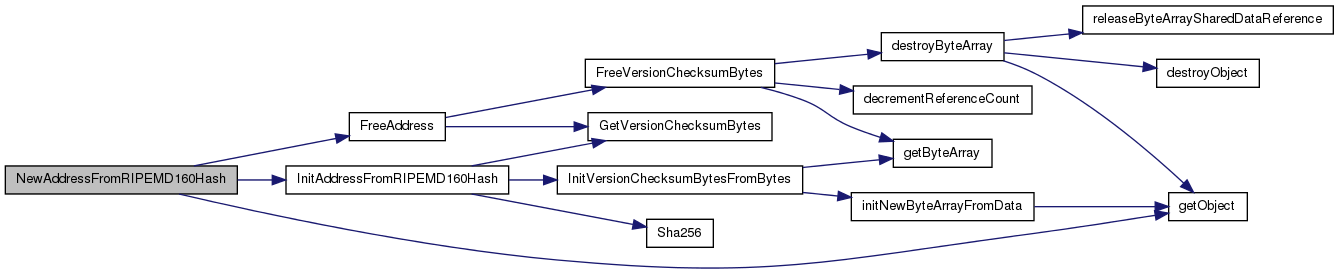 NewAddressFromRIPEMD160Hash
FreeAddress
InitAddressFromRIPEMD160Hash
FreeVersionChecksumBytes
GetVersionChecksumBytes
InitVersionChecksumBytesFromBytes
Sha256
destroyByteArray
decrementReferenceCount
getByteArray
initNewByteArrayFromData
releaseByteArraySharedDataReference
destroyObject
getObject